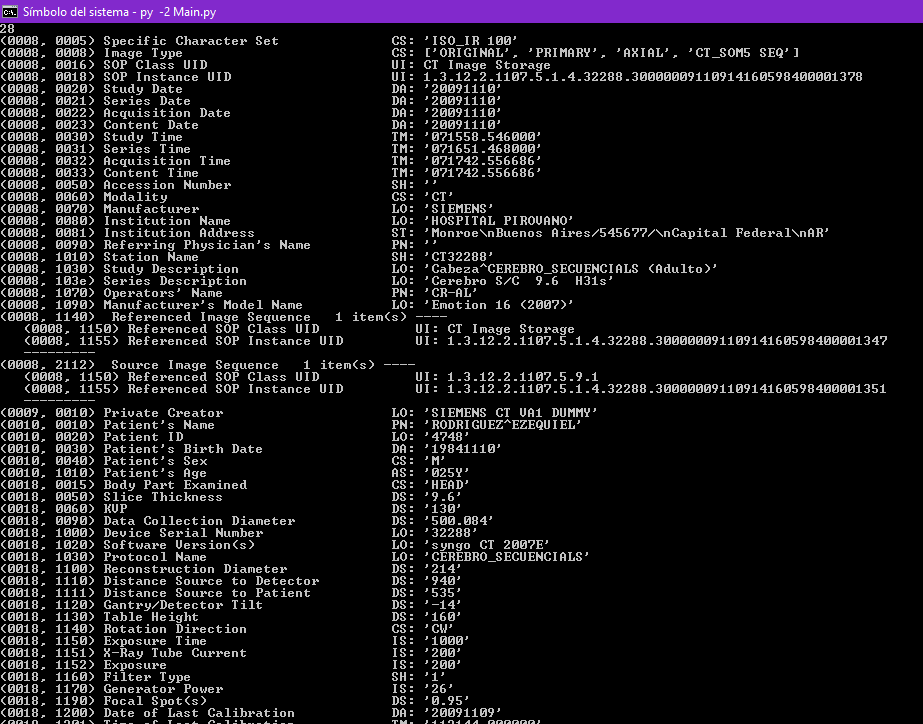 Símbolo del sistema - py -2 Main.py
28
(0008, 0005) Specific Character Set CS: 'ISO_IR 100'
(0008, 0008) Image Type CS: ['ORIGINAL', 'PRIMARY', 'AXIAL', 'CT_SOM5 SEQ']
(0008, 0016) SOP Class UID UI: CT Image Storage
(0008, 0018) SOP Instance UID UI: 1.3.12.2.1107.5.1.4.32288.30000009110914160598400001378
(0008, 0020) Study Date DA: '20091110'
(0008, 0021) Series Date DA: '20091110'
(0008, 0022) Acquisition Date DA: '20091110'
(0008, 0023) Content Date DA: '20091110'
(0008, 0030) Study Time TM: '071558.546000'
(0008, 0031) Series Time TM: '071651.468000'
(0008, 0032) Acquisition Time TM: '071742.556686'
(0008, 0033) Content Time TM: '071742.556686'
(0008, 0050) Accession Number SH: ''
(0008, 0060) Modality CS: 'CT'
(0008, 0070) Manufacturer LO: 'SIEMENS'
(0008, 0080) Institution Name LO: 'HOSPITAL PIROVANO'
(0008, 0081) Institution Address ST: 'Monroe\nBuenos Aires/545677/\nCapital Federal\nAR'
(0008, 0090) Referring Physician's Name PN: ''
(0008, 1010) Station Name SH: 'CT32288'
(0008, 1030) Study Description LO: 'Cabeza^CEREBRO_SECUENCIALS (Adulto)'
(0008, 103e) Series Description LO: 'Cerebro S/C 9.6 H31s'
(0008, 1070) Operators' Name PN: 'CR-AL'
(0008, 1090) Manufacturer's Model Name LO: 'Emotion 16 (2007)'
(0008, 1140) Referenced Image Sequence 1 item(s) ----
(0008, 1150) Referenced SOP Class UID UI: CT Image Storage
(0008, 1155) Referenced SOP Instance UID UI: 1.3.12.2.1107.5.1.4.32288.30000009110914160598400001347
---------
(0008, 2112) Source Image Sequence 1 item(s) ----
(0008, 1150) Referenced SOP Class UID UI: 1.3.12.2.1107.5.9.1
(0008, 1155) Referenced SOP Instance UID UI: 1.3.12.2.1107.5.1.4.32288.30000009110914160598400001351
---------
(0009, 0010) Private Creator LO: 'SIEMENS CT VA1 DUMMY'
(0010, 0010) Patient's Name PN: 'RODRIGUEZ^EZEQUIEL'
(0010, 0020) Patient ID LO: '4748'
(0010, 0030) Patient's Birth Date DA: '19841110'
(0010, 0040) Patient's Sex CS: 'M'
(0010, 1010) Patient's Age AS: '025Y'
(0018, 0015) Body Part Examined CS: 'HEAD'
(0018, 0050) Slice Thickness DS: '9.6'
(0018, 0060) KVP DS: '130'
(0018, 0090) Data Collection Diameter DS: '500.084'
(0018, 1000) Device Serial Number LO: '32288'
(0018, 1020) Software Version(s) LO: 'syngo CT 2007E'
(0018, 1030) Protocol Name LO: 'CEREBRO_SECUENCIALS'
(0018, 1100) Reconstruction Diameter DS: '214'
(0018, 1110) Distance Source to Detector DS: '940'
(0018, 1111) Distance Source to Patient DS: '535'
(0018, 1120) Gantry/Detector Tilt DS: '-14'
(0018, 1130) Table Height DS: '160'
(0018, 1140) Rotation Direction CS: 'CW'
(0018, 1150) Exposure Time IS: '1000'
(0018, 1151) X-Ray Tube Current IS: '200'
(0018, 1152) Exposure IS: '200'
(0018, 1160) Filter Type SH: '1'
(0018, 1170) Generator Power IS: '26'
(0018, 1190) Focal Spot(s) DS: '0.95'
(0018, 1200) Date of Last Calibration DA: '20091109'
(0018, 1201) Time of Last Calibration TM: